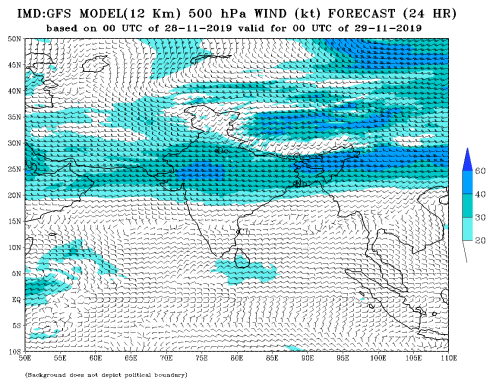 IMD:GFS MODEL(12 Km) 500 hPa WIND (kt) FORECAST (24 HR)
based on 00 UTC of 28-11-2019 valid for 00 UTC of 29-11-2019
50N
45N
40N
35N
30N
25N
20N
15N
10N
5N
EQ
5S
10S
50E 55E 60E 65E 70E 75E 80E 85E 90E 95E 100E 105E 110E
60
40
30
20
(Background does not depict political boundary)